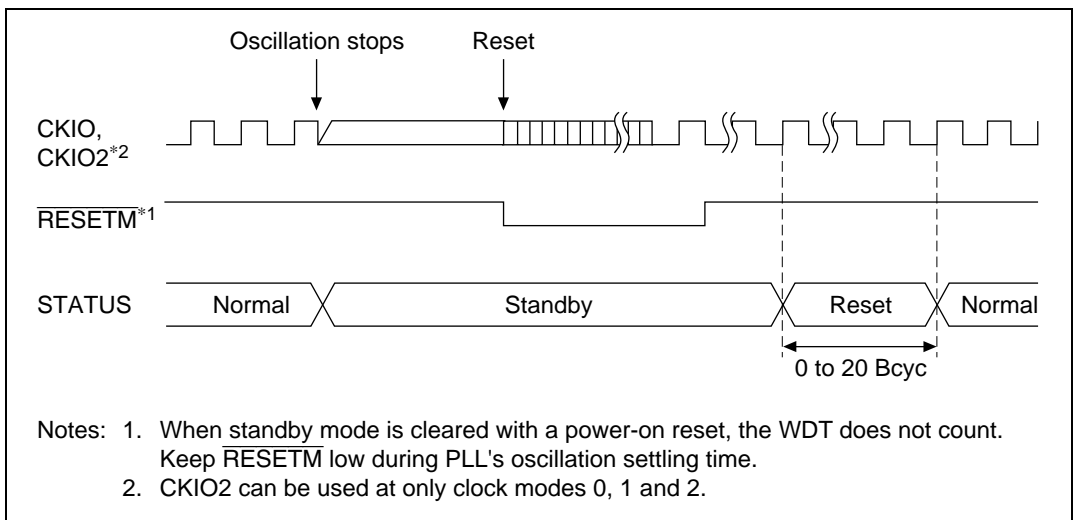 Oscillation stops Reset
CKIO,
CKIO2*2
RESETM*1
STATUS Normal Standby Reset Normal
0 to 20 Bcyc
Notes: 1. When standby mode is cleared with a power-on reset, the WDT does not count.
Keep RESETM low during PLL's oscillation settling time.
2. CKIO2 can be used at only clock modes 0, 1 and 2.